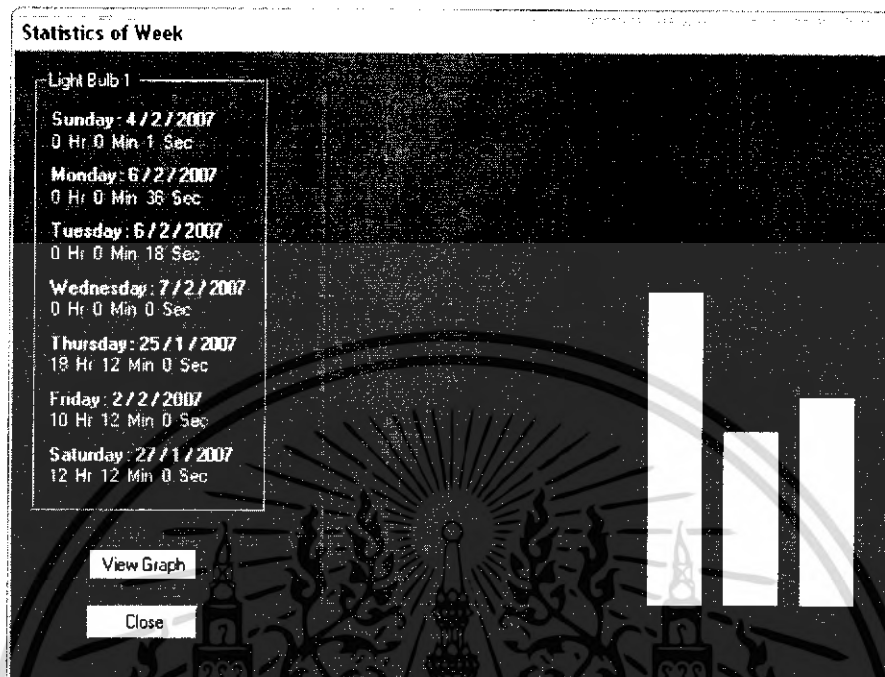 Statistics of Week
Light Bulb 1
Sunday : 4 / 2 / 2007
0 Hr 0 Min 1 Sec
Monday : 6 / 2 / 2007
0 Hr 0 Min 36 Sec
Tuesday : 6 / 2 / 2007
0 Hr 0 Min 18 Sec
Wednesday : 7 / 2 / 2007
0 Hr 0 Min 0 Sec
Thursday : 25 / 1 / 2007
18 Hr 12 Min 0 Sec
Friday : 2 / 2 / 2007
10 Hr 12 Min 0 Sec
Saturday : 27 / 1 / 2007
12 Hr 12 Min 0 Sec
View Graph
Close